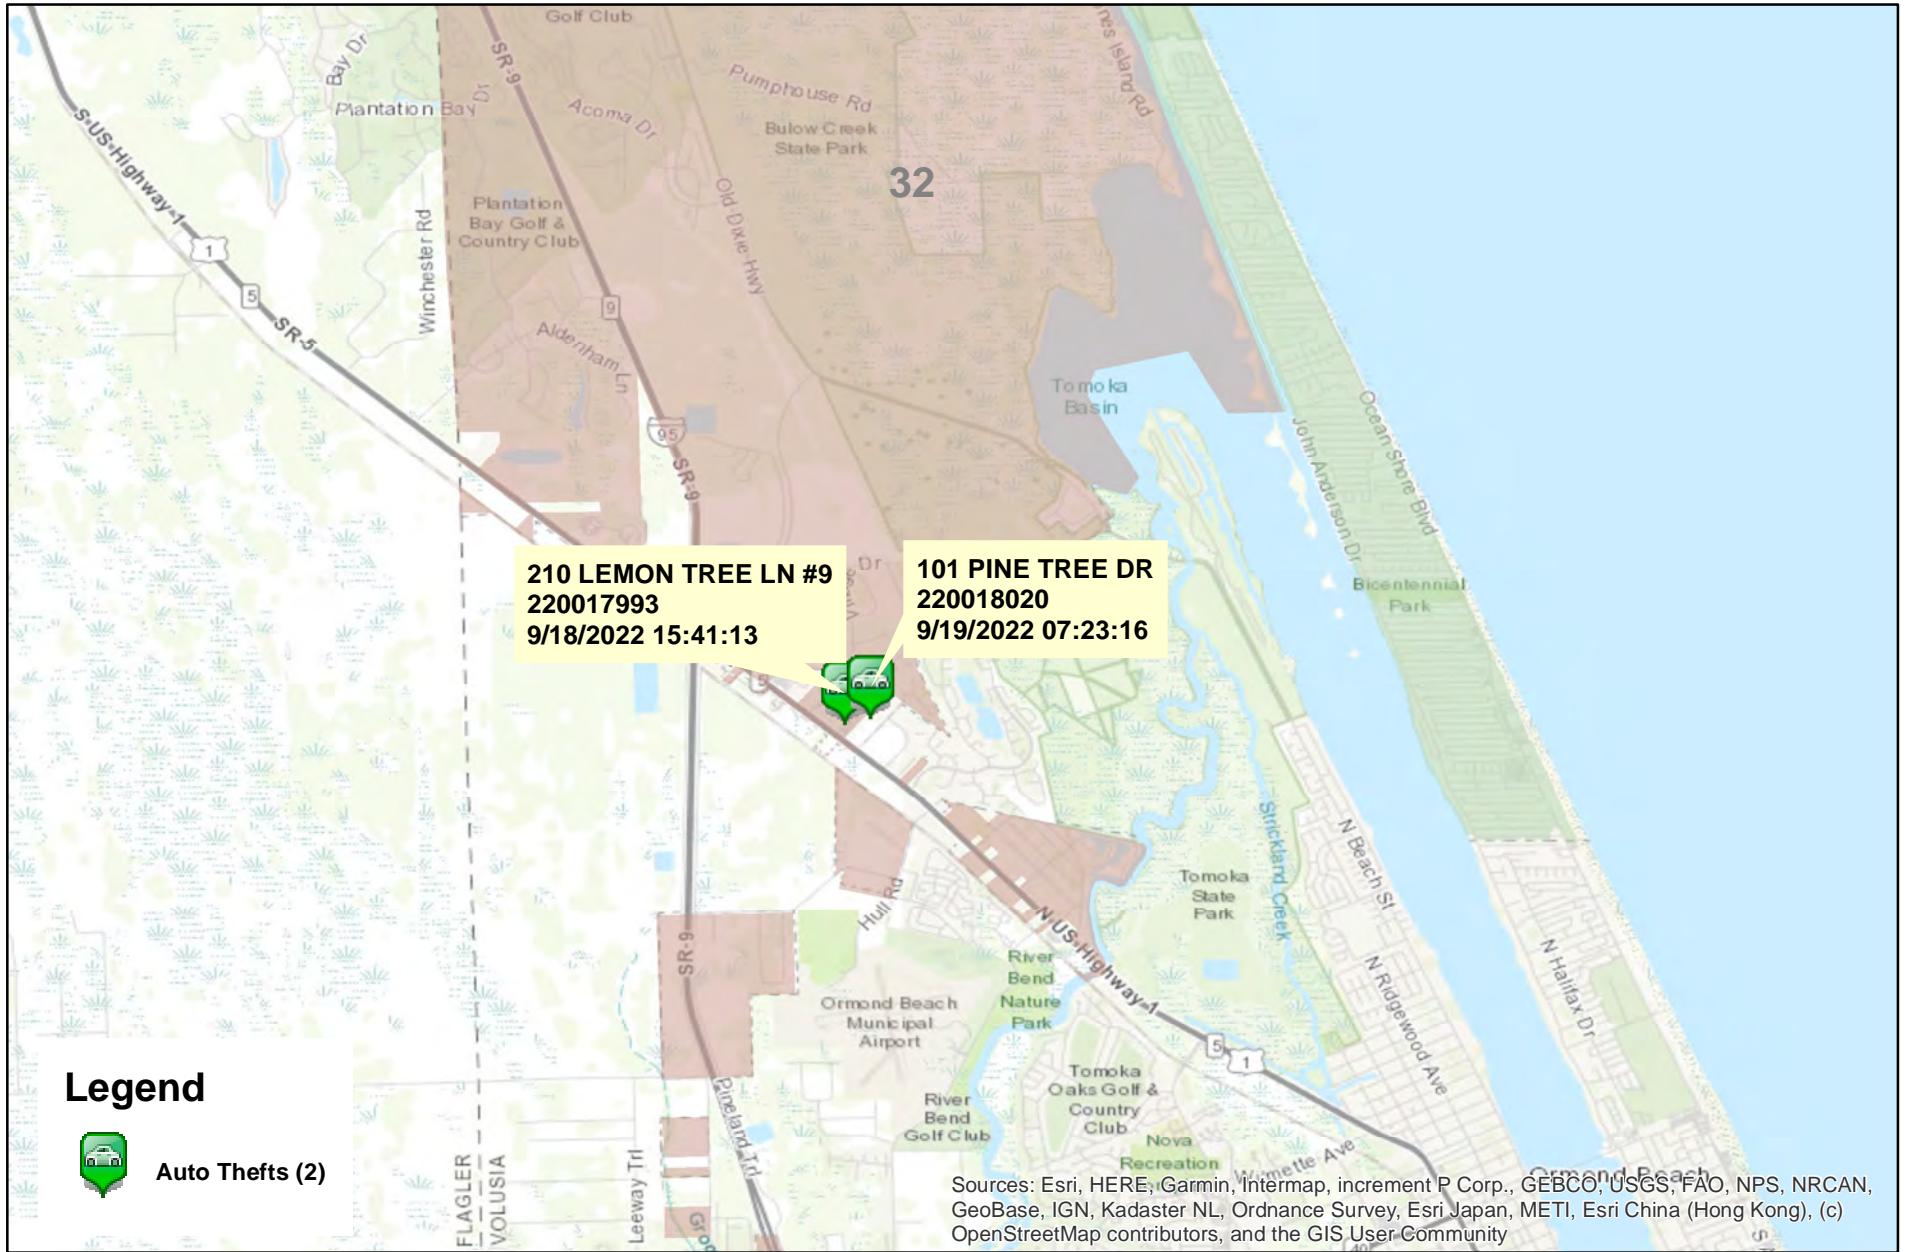 Golf Club
Bay Dr
Plantation Bay Dr
SR-9
Acoma Dr
Pumphouse Rd
Bulow Creek
State Park
32
S-US-Highway-1
1
5
SR-5
Winchester Rd
Plantation
Bay Golf &
Country Club
Old Dixie Hwy
9
Aldenham Ln
95
SR-9
Tomoka
Basin
Ocean Shore Blvd
John Anderson Dr
Bicentennial
Park
210 LEMON TREE LN #9
220017993
9/18/2022 15:41:13
Dr
101 PINE TREE DR
220018020
9/19/2022 07:23:16
5
Strickland Creek
N Beach St
Tomoka
State
Park
Hull Rd
SR-9
N US-Highway-1
N Ridgewood Ave
N Halifax Dr
River
Bend
Nature
Park
Ormond Beach
Municipal
Airport
5
1
Tomoka
Oaks Golf &
Country
Club
River
Bend
Golf Club
Nova
Recreation
Wilmette Ave
Ormond Beach
Pineland Trl
Leeway Trl
FLAGLER
VOLUSIA
Legend
Auto Thefts (2)
Sources: Esri, HERE, Garmin, Intermap, increment P Corp., GEBCO, USGS, FAO, NPS, NRCAN,
GeoBase, IGN, Kadaster NL, Ordnance Survey, Esri Japan, METI, Esri China (Hong Kong), (c)
OpenStreetMap contributors, and the GIS User Community